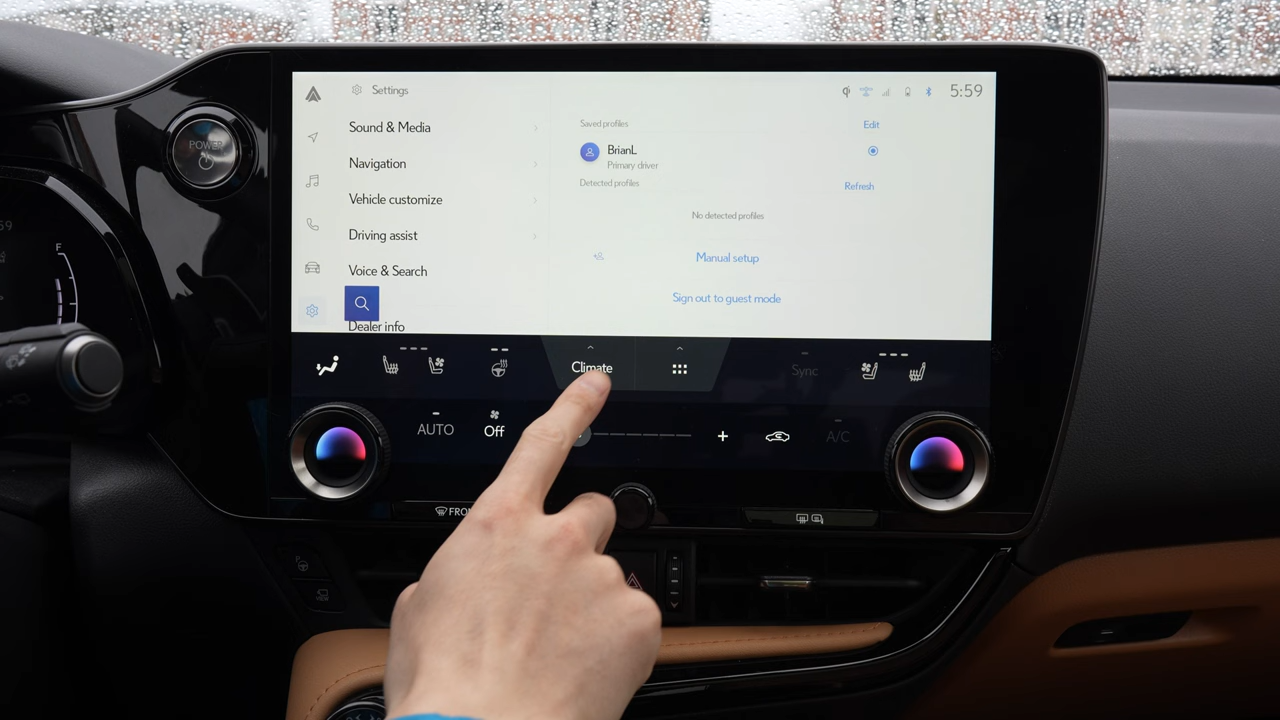 POWER
Settings
5:59
Sound & Media
Navigation
Vehicle customize
Driving assist
Voice & Search
Dealer info
Saved profiles
Edit
BrianL
Primary driver
Detected profiles
Refresh
No detected profiles
Manual setup
Sign out to guest mode
59
F
Climate
Sync
AUTO
Off
+
A/C
VIEW